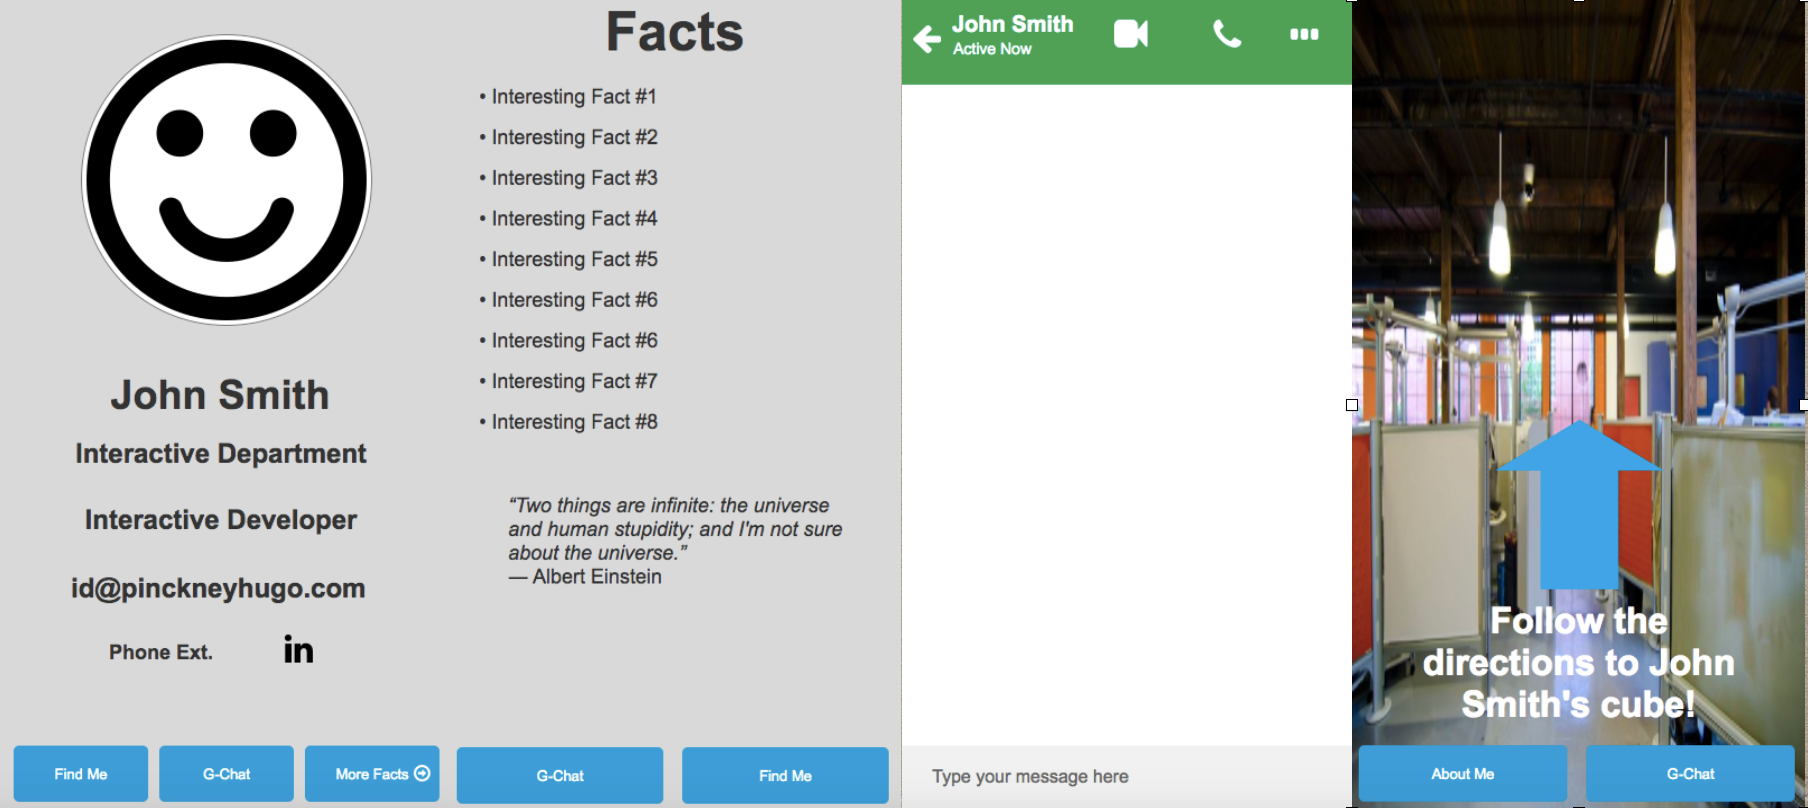 John Smith
Interactive Department
Interactive Developer
id@pinckneyhugo.com
Phone Ext.
in
Find Me
G-Chat
More Facts
Facts
• Interesting Fact #1
• Interesting Fact #2
• Interesting Fact #3
• Interesting Fact #4
• Interesting Fact #5
• Interesting Fact #6
• Interesting Fact #6
• Interesting Fact #7
• Interesting Fact #8
“Two things are infinite: the universe
and human stupidity; and I'm not sure
about the universe.”
— Albert Einstein
G-Chat
Find Me
John Smith
Active Now
Type your message here
Follow the
directions to John
Smith's cube!
About Me
G-Chat